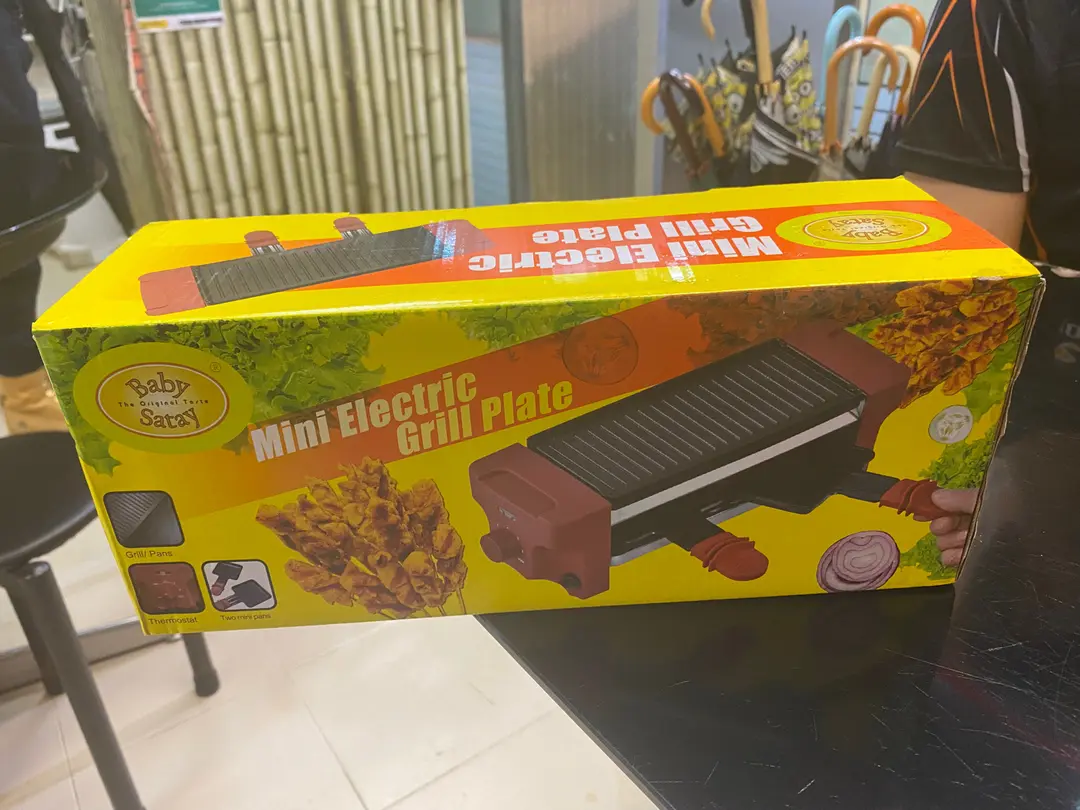 Baby
Satay
Mini Electric
Grill Plate
Baby
The Original Taste
Satay
®
Mini Electric
Grill Plate
Grill/ Pans
Thermostat
Two mini pans